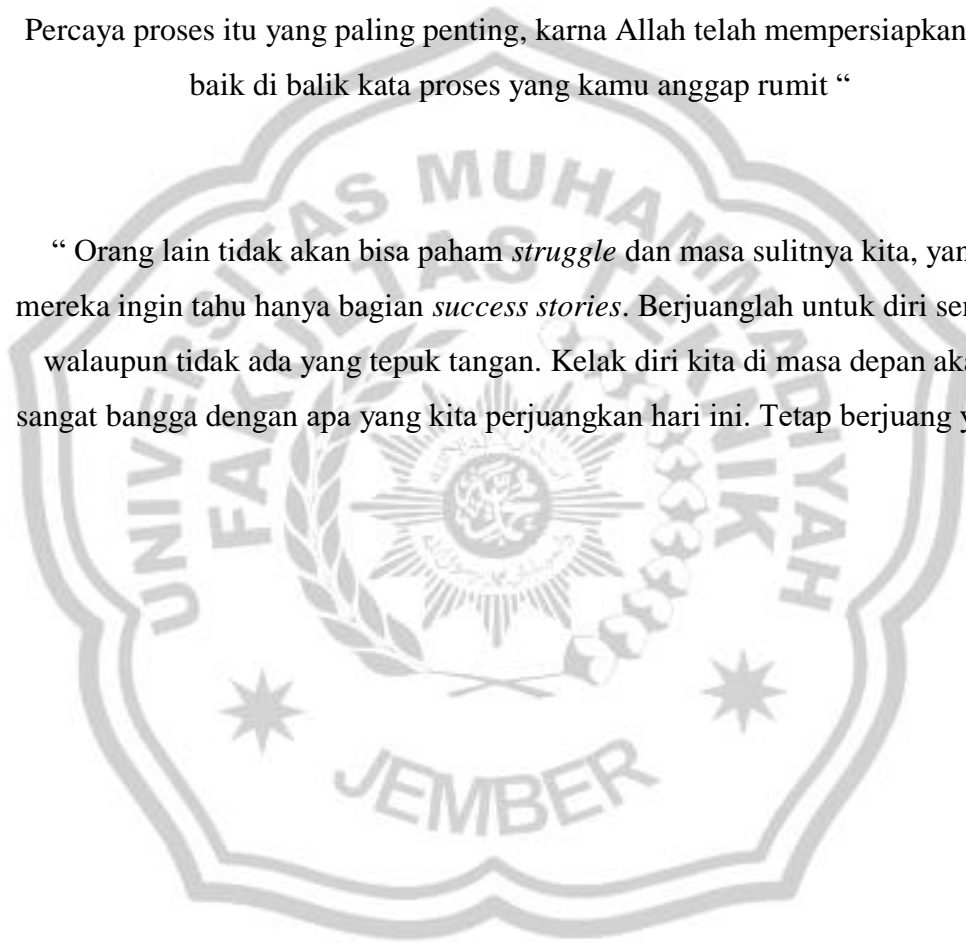 Percaya proses itu yang paling penting, karna Allah telah mempersiapkan
baik di balik kata proses yang kamu anggap rumit “
“ Orang lain tidak akan bisa paham struggle dan masa sulitnya kita, yan
mereka ingin tahu hanya bagian success stories. Berjuanglah untuk diri se
walaupun tidak ada yang tepuk tangan. Kelak diri kita di masa depan aka
sangat bangga dengan apa yang kita perjuangkan hari ini. Tetap berjuang y
UNIVERSITAS MUHAMMADIYAH
FAKULTAS TEKNIK
JEMBER